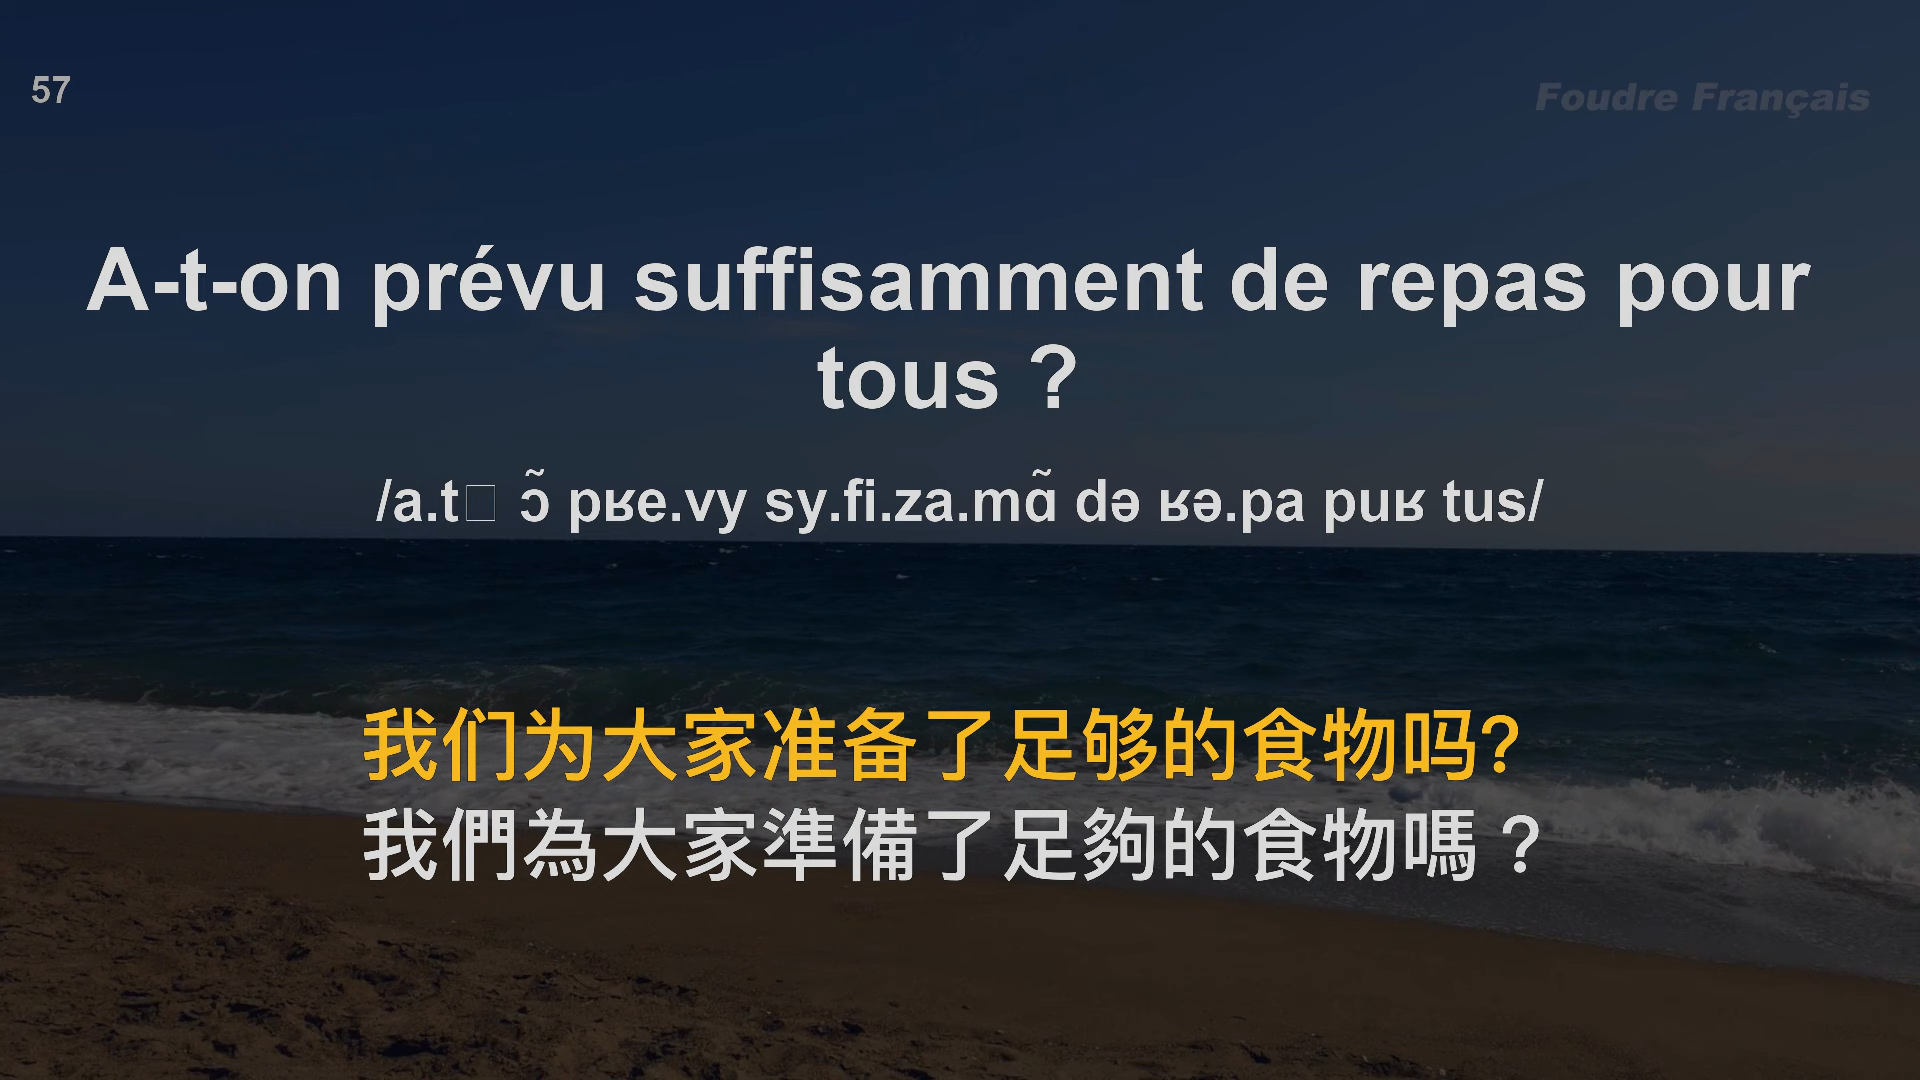 57
Foudre Français
A-t-on prévu suffisamment de repas pour
tous ?
/a.t□ ɔ̃ pʁe.vy sy.fi.za.mɑ̃ də ʁə.pa puʁ tus/
我们为大家准备了足够的食物吗?
我們為大家準備了足夠的食物嗎？